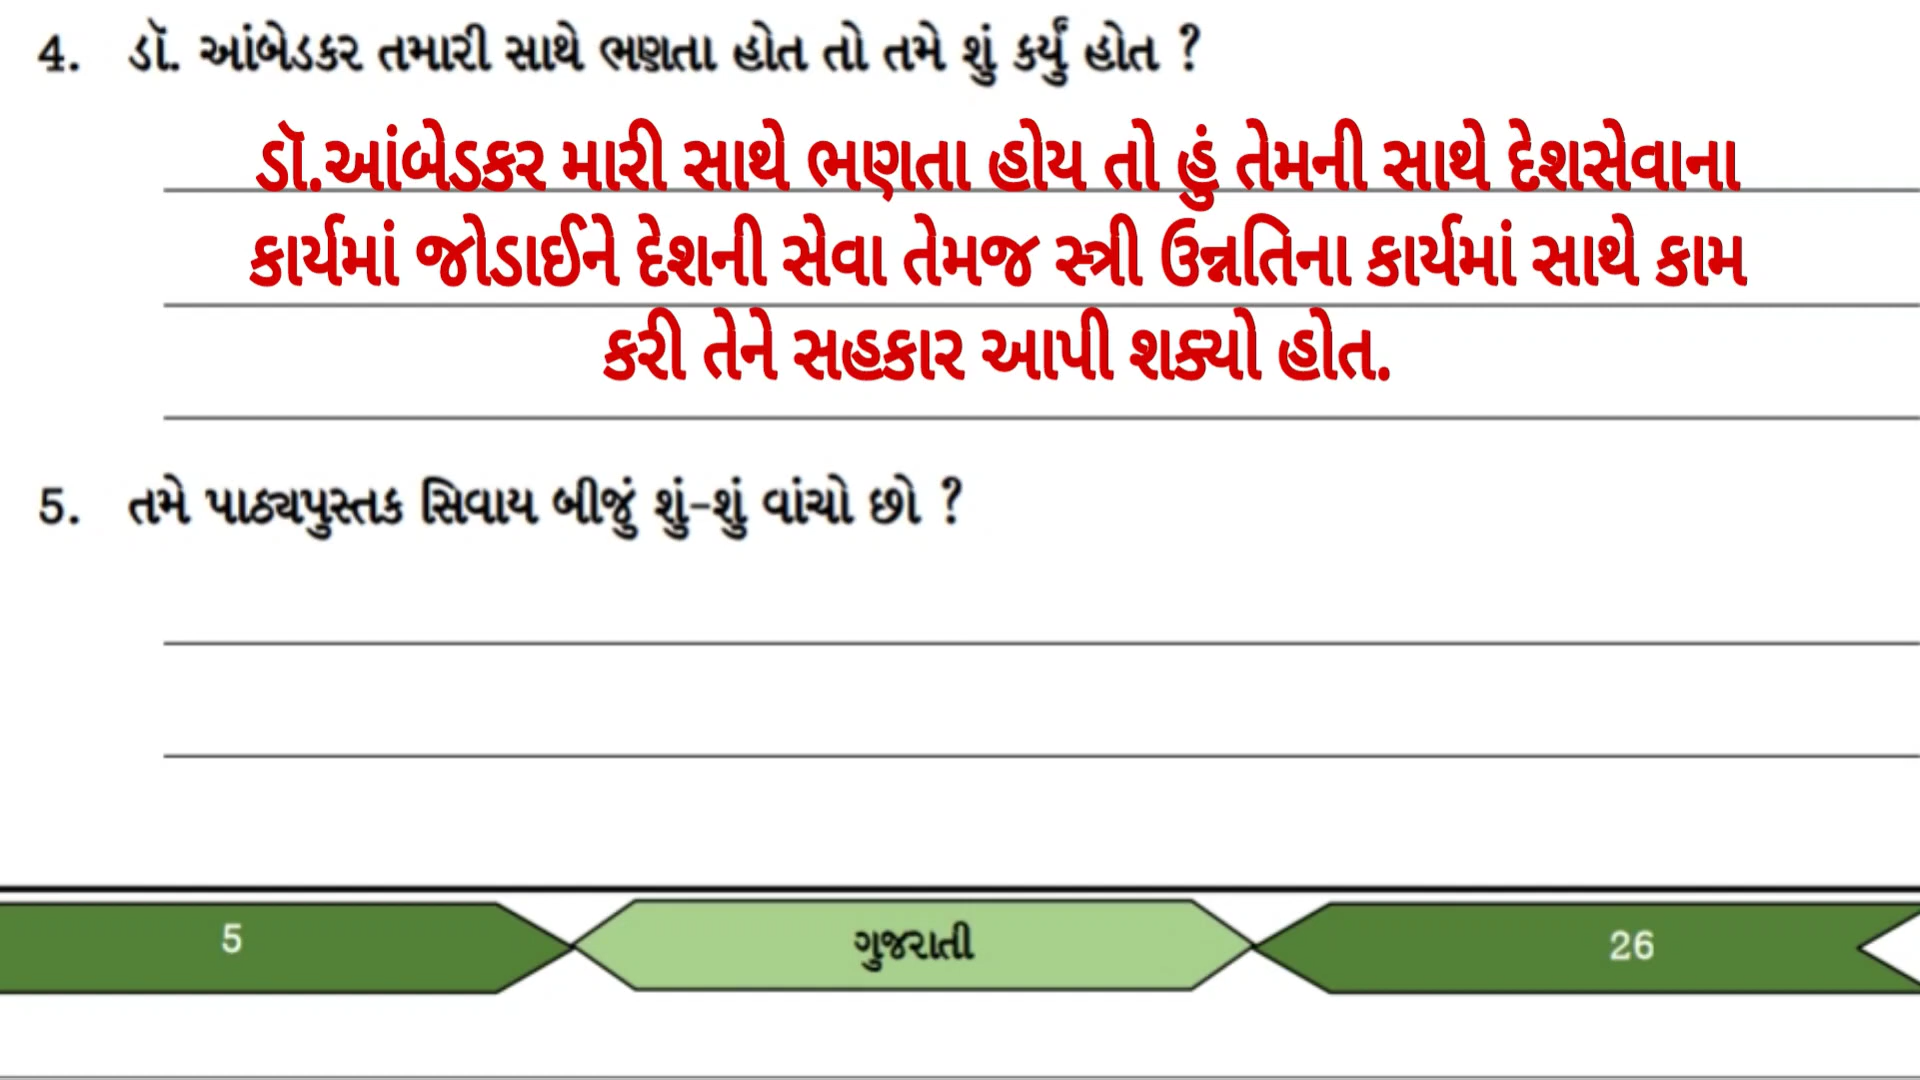 4. ડૉ. આંબેડકર તમારી સાથે ભણતા હોત તો તમે શું કર્યું હોત ?
ડૉ.આંબેડકર મારી સાથે ભણતા હોય તો હું તેમની સાથે દેશસેવાના
કાર્યમાં જોડાઈને દેશની સેવા તેમજ સ્ત્રી ઉન્નતિના કાર્યમાં સાથે કામ
કરી તેને સહકાર આપી શક્યો હોત.
5. તમે પાઠ્યપુસ્તક સિવાય બીજું શું-શું વાંચો છો ?
5 ગુજરાતી 26